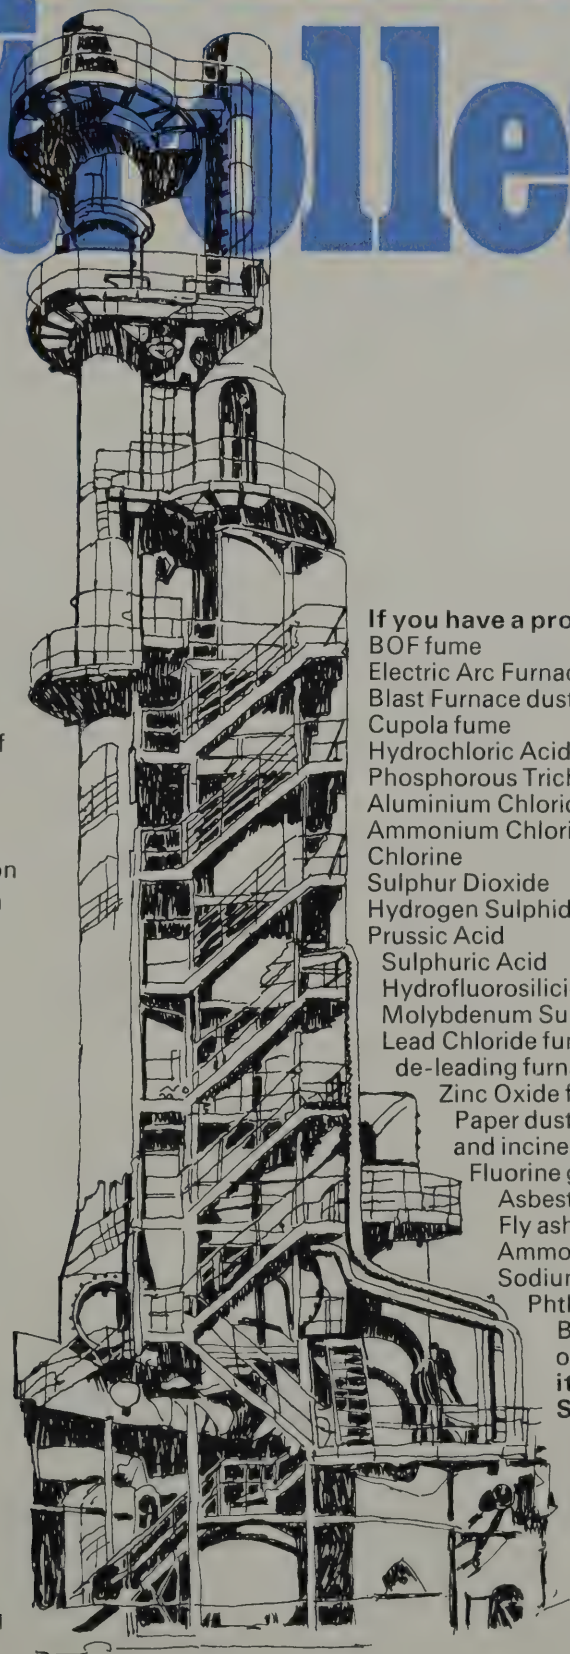 olle
If you have a pro
BOF fume
Electric Arc Furnac
Blast Furnace dust
Cupola fume
Hydrochloric Acid
Phosphorous Trich
Aluminium Chloric
Ammonium Chlori
Chlorine
Sulphur Dioxide
Hydrogen Sulphid
Prussic Acid
Sulphuric Acid
Hydrofluorosilici
Molybdenum Su
Lead Chloride fu
de-leading furn
Zinc Oxide f
Paper dust
and incine
Fluorine g
Asbest
Fly ash
Ammo
Sodiu
Phth
B
o
it
S
f
on